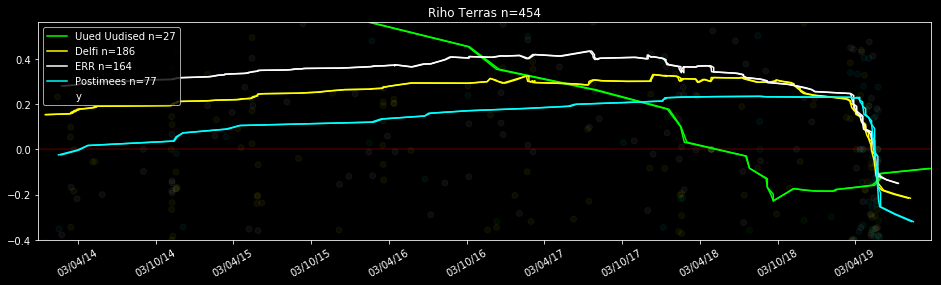 Riho Terras n=454
Uued Uudised n=27
Delfi n=186
ERR n=164
Postimees n=77
y
0.4
0.2
0.0
−0.2
−0.4
03/04/14
03/10/14
03/04/15
03/10/15
03/04/16
03/10/16
03/04/17
03/10/17
03/04/18
03/10/18
03/04/19